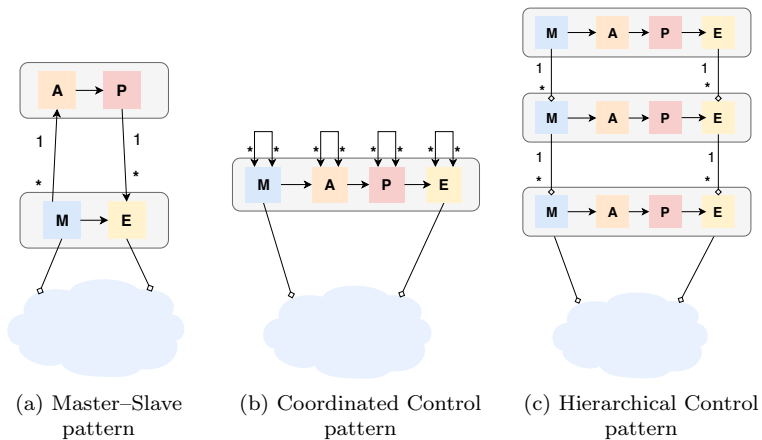 A P
1 1
* *
M E
(a) Master–Slave
pattern
* * * * * * * *
M A P E
(b) Coordinated Control
pattern
M A P E
1 1
* *
M A P E
1 1
* *
M A P E
(c) Hierarchical Control
pattern